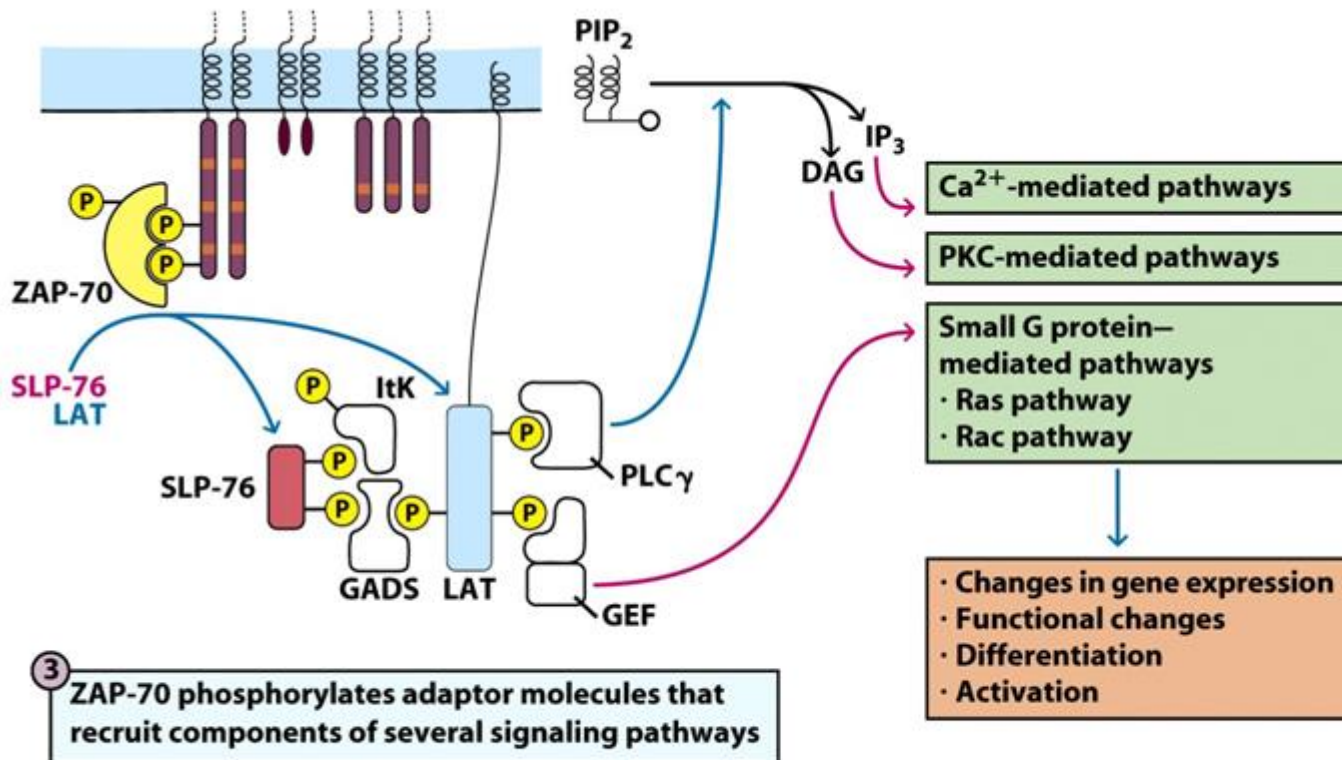 PIP2
IP3
DAG
Ca2+-mediated pathways
PKC-mediated pathways
Small G protein–
mediated pathways
· Ras pathway
· Rac pathway
P
P
P
ZAP-70
SLP-76
LAT
P
ItK
P
P
SLP-76
P
GADS
LAT
P
PLCγ
P
GEF
· Changes in gene expression
· Functional changes
· Differentiation
· Activation
3
ZAP-70 phosphorylates adaptor molecules that
recruit components of several signaling pathways